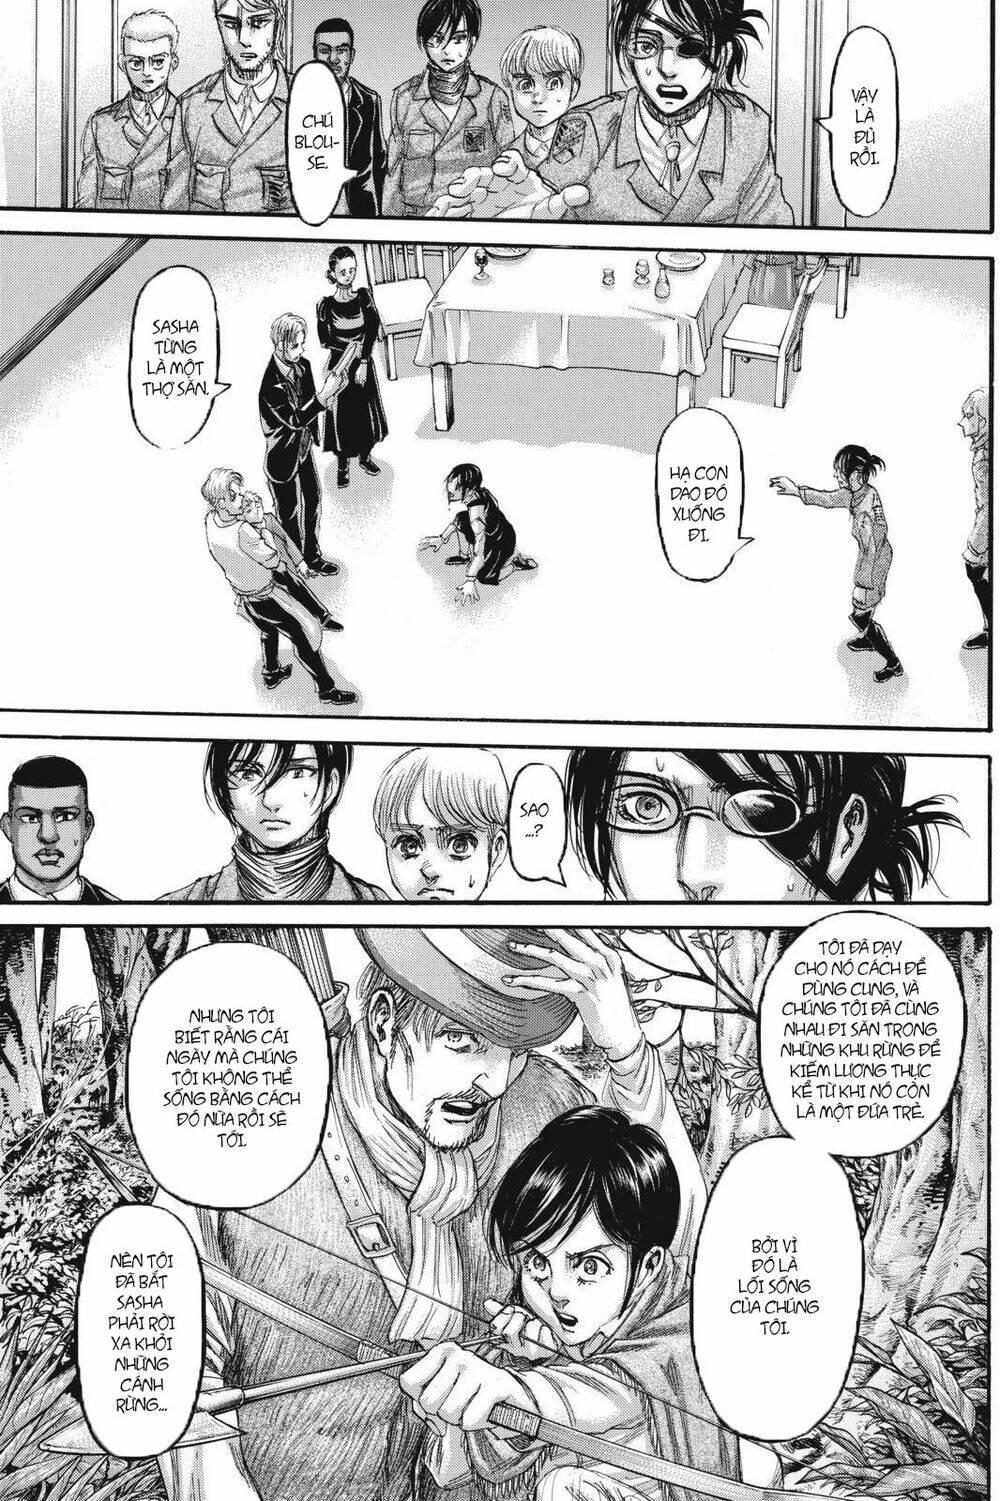 VẬY
LÀ
ĐỦ
RỒI.
CHÚ
BLOU-
SE.
SASHA
TỪNG
LÀ MỘT
THỢ SĂN.
HẠ CON
DAO ĐÓ
XUỐNG
ĐI.
SAO
...?
TÔI ĐÃ DẠY
CHO NÓ CÁCH ĐỂ
DÙNG CUNG, VÀ
CHÚNG TÔI ĐÃ CÙNG
NHAU ĐI SĂN TRONG
NHỮNG KHU RỪNG ĐỂ
KIẾM LƯƠNG THỰC
KỂ TỪ KHI NÓ CÒN
LÀ MỘT ĐỨA TRẺ.
BỞI VÌ
ĐÓ LÀ
LỐI SỐNG
CỦA CHÚNG
TÔI.
NHƯNG TÔI
BIẾT RẰNG CÁI
NGÀY MÀ CHÚNG
TÔI KHÔNG THỂ
SỐNG BẰNG CÁCH
ĐÓ NỮA RỒI SẼ
TỚI.
NÊN TÔI
ĐÃ BẮT
SASHA
PHẢI RỜI
XA KHỎI
NHỮNG
CÁNH
RỪNG...